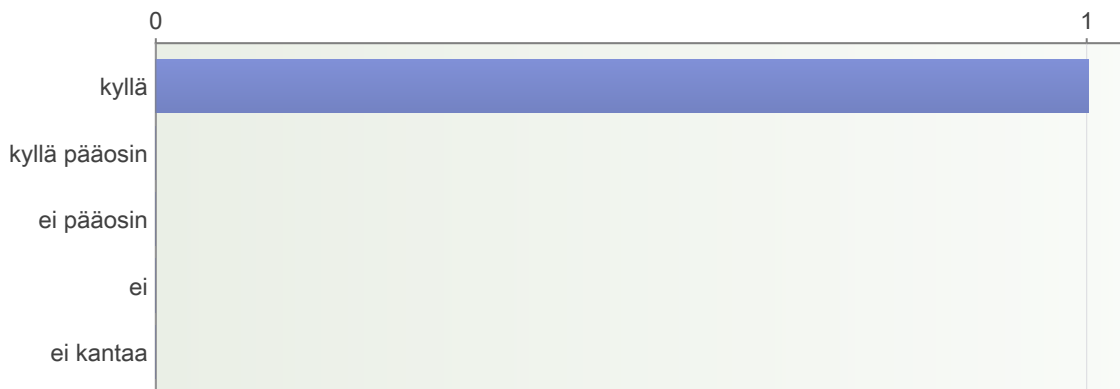 0 1
kyllä
kyllä pääosin
ei pääosin
ei
ei kantaa